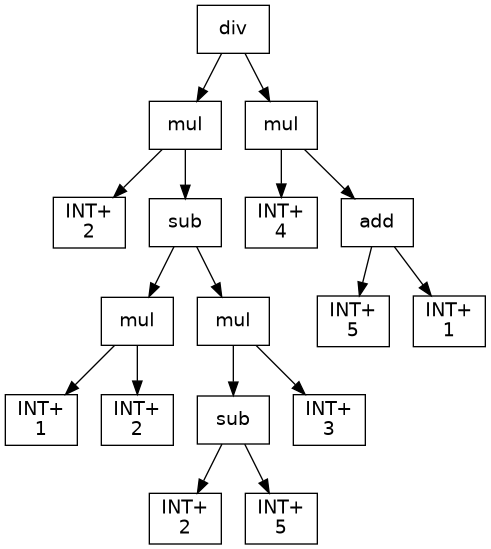 div
mul
mul
INT+
2
sub
INT+
4
add
mul
mul
INT+
5
INT+
1
INT+
1
INT+
2
sub
INT+
3
INT+
2
INT+
5